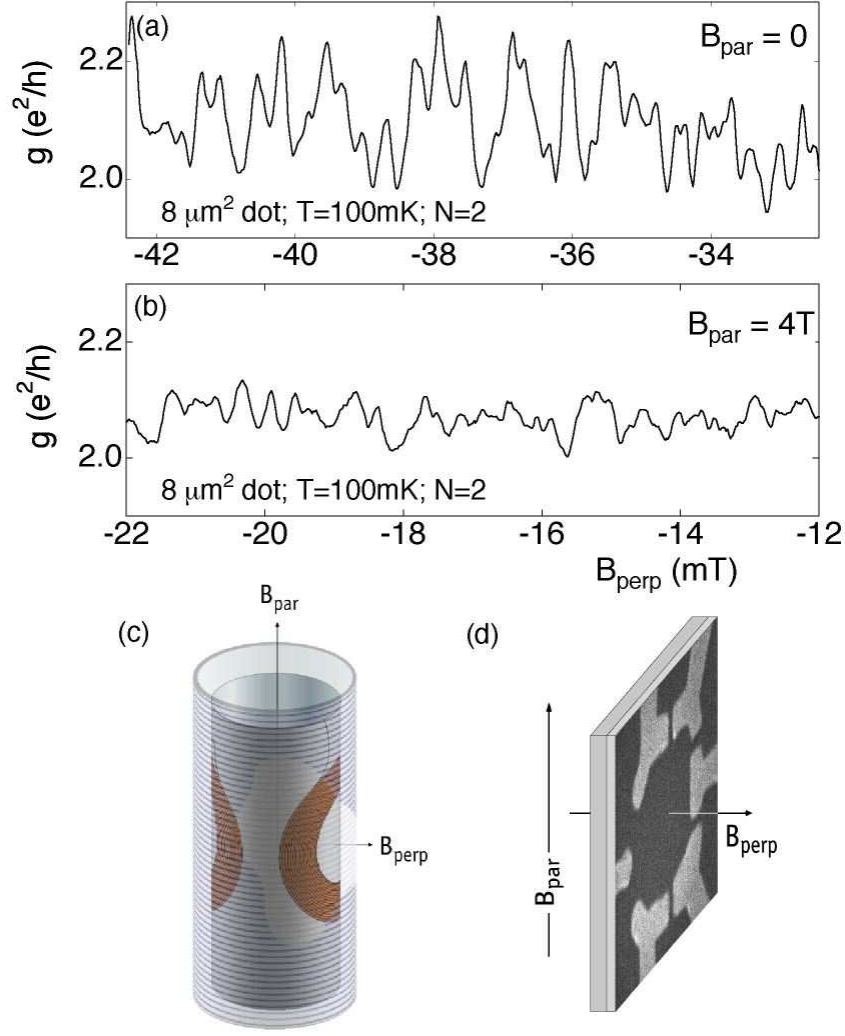 (a)
B_par = 0
2.2
2.0
g (e²/h)
8 μm² dot; T=100mK; N=2
-42 -40 -38 -36 -34
(b)
B_par = 4T
2.2
2.0
g (e²/h)
8 μm² dot; T=100mK; N=2
-22 -20 -18 -16 -14 -12
B_perp (mT)
(c)
B_par
B_perp
(d)
B_par
B_perp